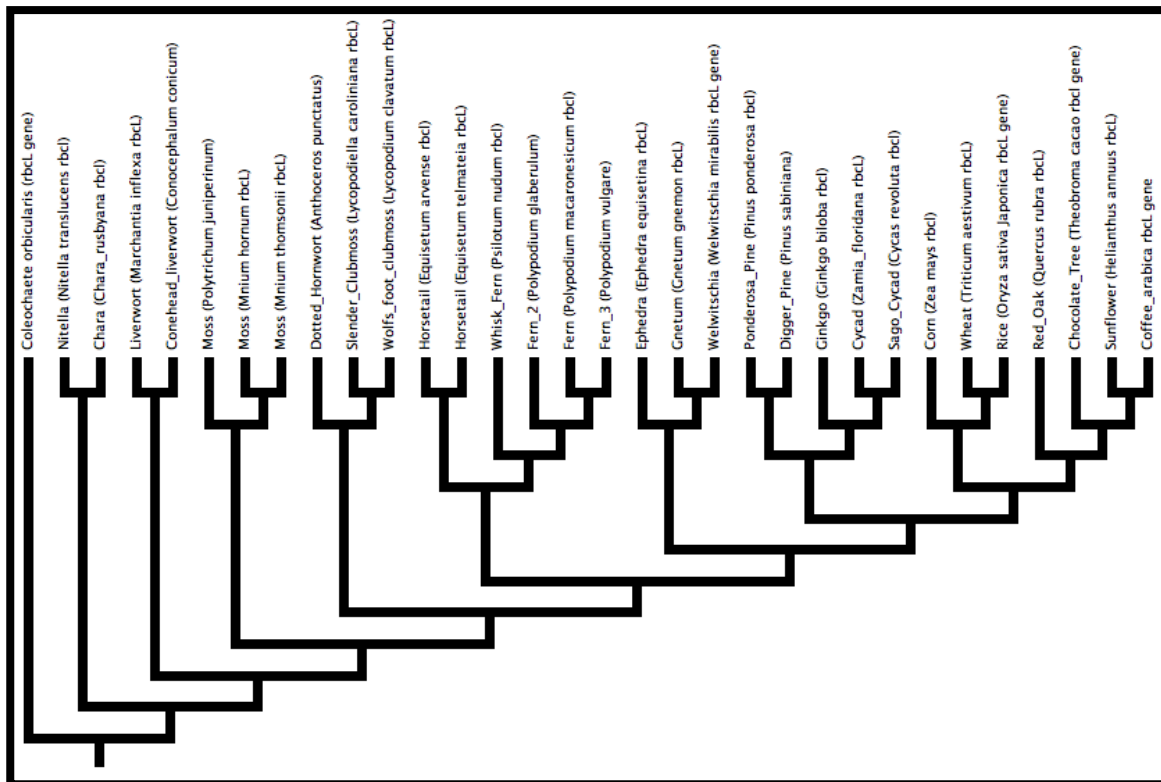 Coleochaete orbicularis (rbcL gene)
Nitella (Nitella translucens rbcl)
Chara (Chara_rusbyana rbcl)
Liverwort (Marchantia inflexa rbcL)
Conehead_liverwort (Conocephalum conicum)
Moss (Polytrichum juniperinum)
Moss (Mnium hornum rbcL)
Moss (Mnium thomsonii rbcL)
Dotted_Hornwort (Anthoceros punctatus)
Slender_Clubmoss (Lycopodiella caroliniana rbcL)
Wolfs_foot_clubmoss (Lycopodium clavatum rbcL)
Horsetail (Equisetum arvense rbcl)
Horsetail (Equisetum telmateia rbcL)
Whisk_Fern (Psilotum nudum rbcl)
Fern_2 (Polypodium glaberulum)
Fern (Polypodium macaronesicum rbcl)
Fern_3 (Polypodium vulgare)
Ephedra (Ephedra equisetina rbcL)
Gnetum (Gnetum gnemon rbcL)
Welwitschia (Welwitschia mirabilis rbcL gene)
Ponderosa_Pine (Pinus ponderosa rbcl)
Digger_Pine (Pinus sabiniana)
Ginkgo (Ginkgo biloba rbcl)
Cycad (Zamia_floridana rbcL)
Sago_Cycad (Cycas revoluta rbcL)
Corn (Zea mays rbcl)
Wheat (Triticum aestivum rbcL)
Rice (Oryza sativa Japonica rbcL gene)
Red_Oak (Quercus rubra rbcL)
Chocolate_Tree (Theobroma cacao rbcl gene)
Sunflower (Helianthus annuus rbcL)
Coffee_arabica rbcL gene